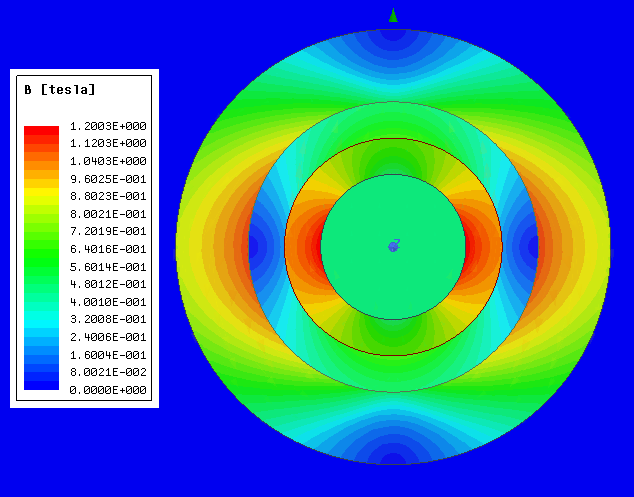 B [tesla]
1.2003E+000
1.1203E+000
1.0403E+000
9.6025E-001
8.8023E-001
8.0021E-001
7.2019E-001
6.4016E-001
5.6014E-001
4.8012E-001
4.0010E-001
3.2008E-001
2.4006E-001
1.6004E-001
8.0021E-002
0.0000E+000